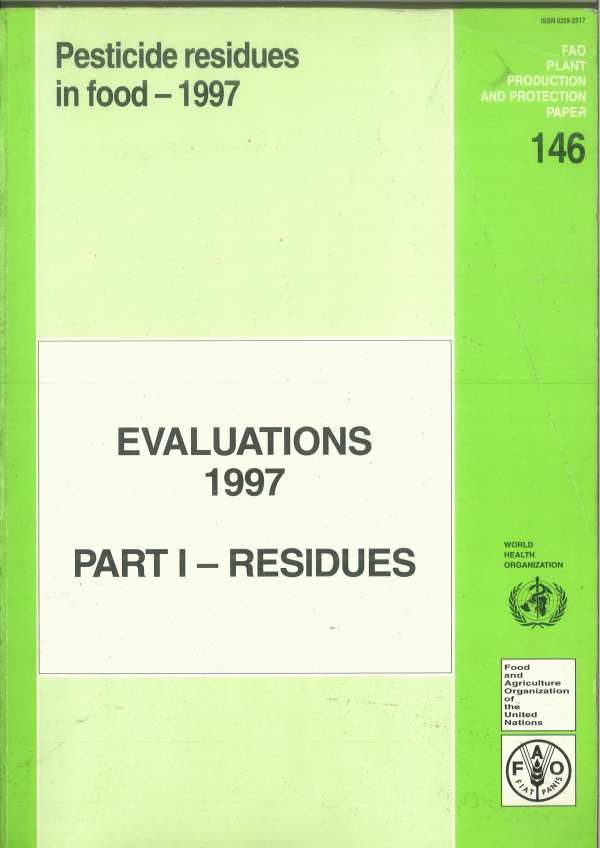 ISSN 0259-2517
Pesticide residues
in food – 1997
FAO
PLANT
PRODUCTION
AND PROTECTION
PAPER
146
EVALUATIONS
1997
PART I – RESIDUES
WORLD
HEALTH
ORGANIZATION
Food
and
Agriculture
Organization
of
the
United
Nations
F A O
FIAT PANIS